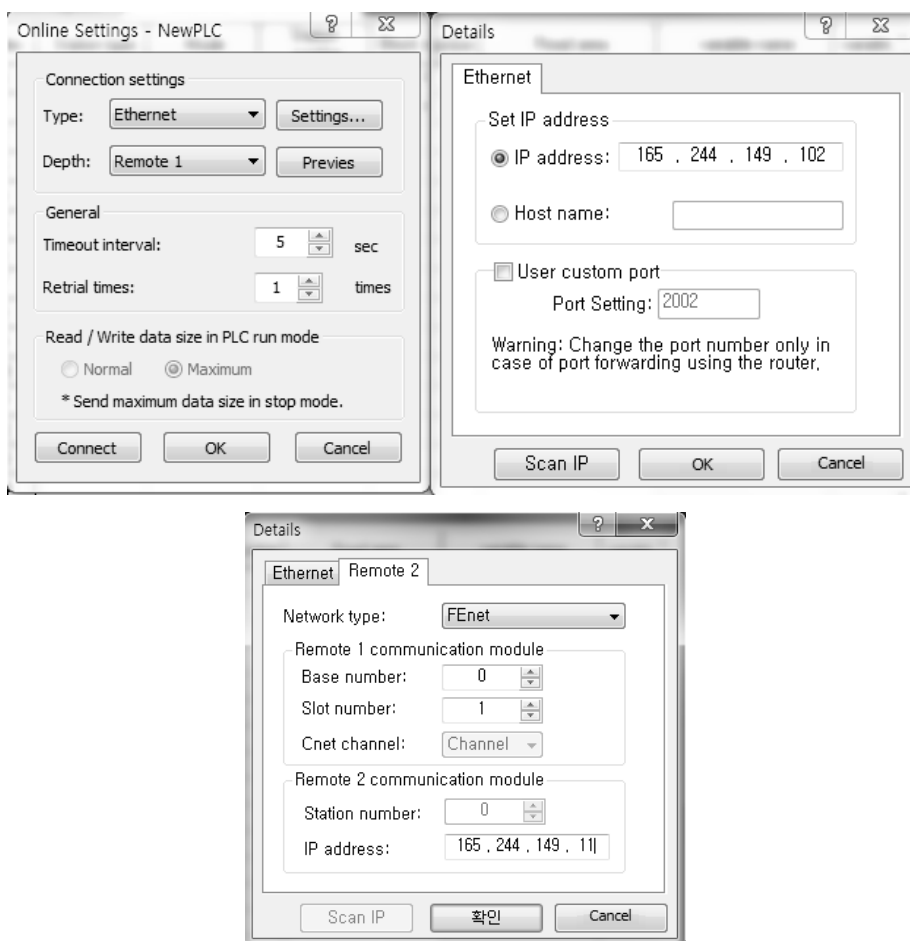 Online Settings - NewPLC
Connection settings
Type: Ethernet Settings...
Depth: Remote 1 Previes
General
Timeout interval: 5 sec
Retrial times: 1 times
Read / Write data size in PLC run mode
Normal Maximum
* Send maximum data size in stop mode.
Connect OK Cancel
Details
Ethernet
Set IP address
IP address: 165 . 244 . 149 . 102
Host name:
User custom port
Port Setting: 2002
Warning: Change the port number only in
case of port forwarding using the router,
Scan IP OK Cancel
Details
Ethernet Remote 2
Network type: FEnet
Remote 1 communication module
Base number: 0
Slot number: 1
Cnet channel: Channel
Remote 2 communication module
Station number: 0
IP address: 165 . 244 . 149 . 11
Scan IP 확인 Cancel